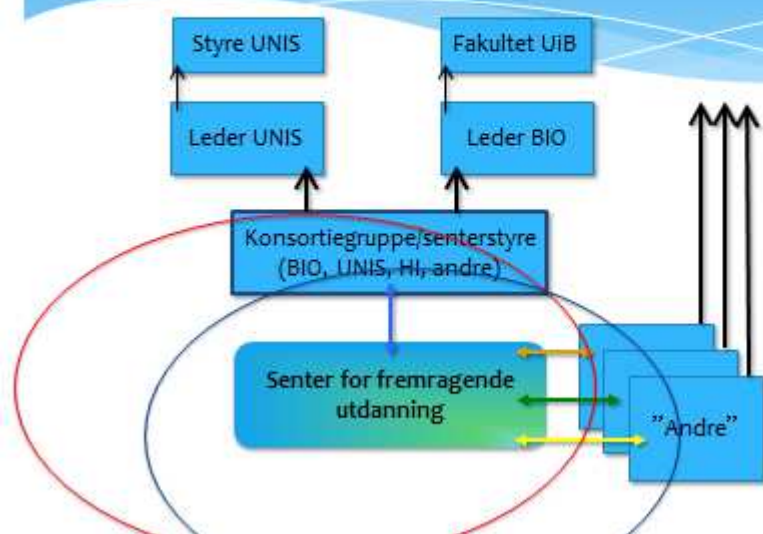 Styre UNIS
Fakultet UiB
Leder UNIS
Leder BIO
Konsortiegruppe/senterstyre
(BIO, UNIS, HI, andre)
Senter for fremragende
utdanning
”Andre”